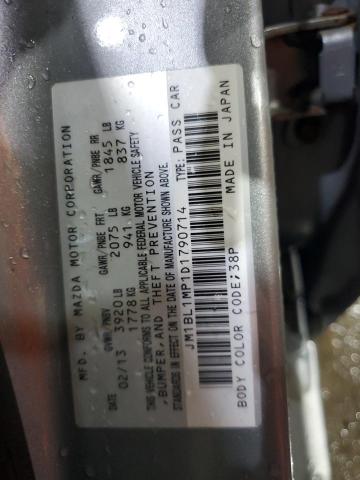 MFD. BY MAZDA MOTOR CORPORATION
GVWR/PNBV GAWR/PNBE FRT GAWR/PNBE RR
DATE 3920 LB 2075 LB 1845 LB
02/13 1778 KG 941 KG 837 KG
THIS VEHICLE CONFORMS TO ALL APPLICABLE FEDERAL MOTOR VEHICLE SAFETY
,BUMPER,AND THEFT PREVENTION
STANDARDS IN EFFECT ON THE DATE OF MANUFACTURE SHOWN ABOVE.
JM1BL1MP1D1790714 TYPE: PASS CAR
BODY COLOR CODE;38P MADE IN JAPAN